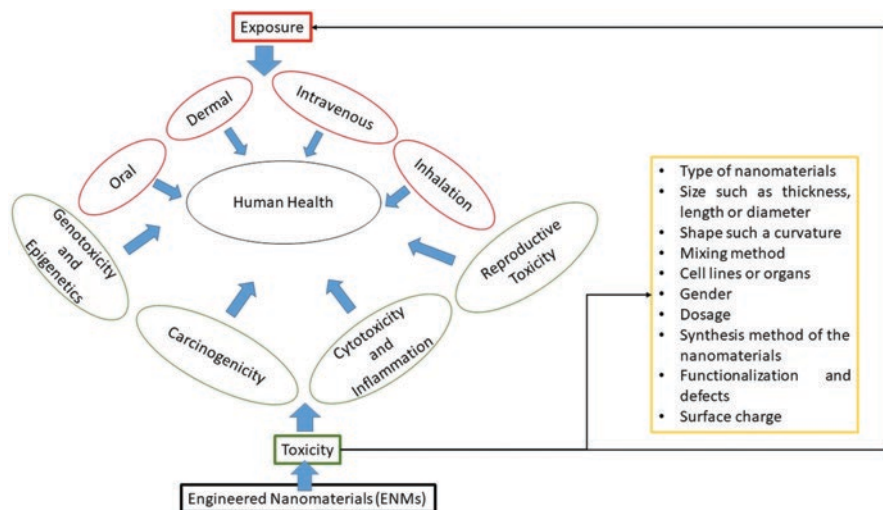 Exposure
Dermal
Intravenous
Oral
Inhalation
Human Health
Genotoxicity
and
Epigenetics
Reproductive
Toxicity
Carcinogenicity
Cytotoxicity
and
Inflammation
Toxicity
Engineered Nanomaterials (ENMs)
• Type of nanomaterials
• Size such as thickness,
length or diameter
• Shape such a curvature
• Mixing method
• Cell lines or organs
• Gender
• Dosage
• Synthesis method of the
nanomaterials
• Functionalization and
defects
• Surface charge